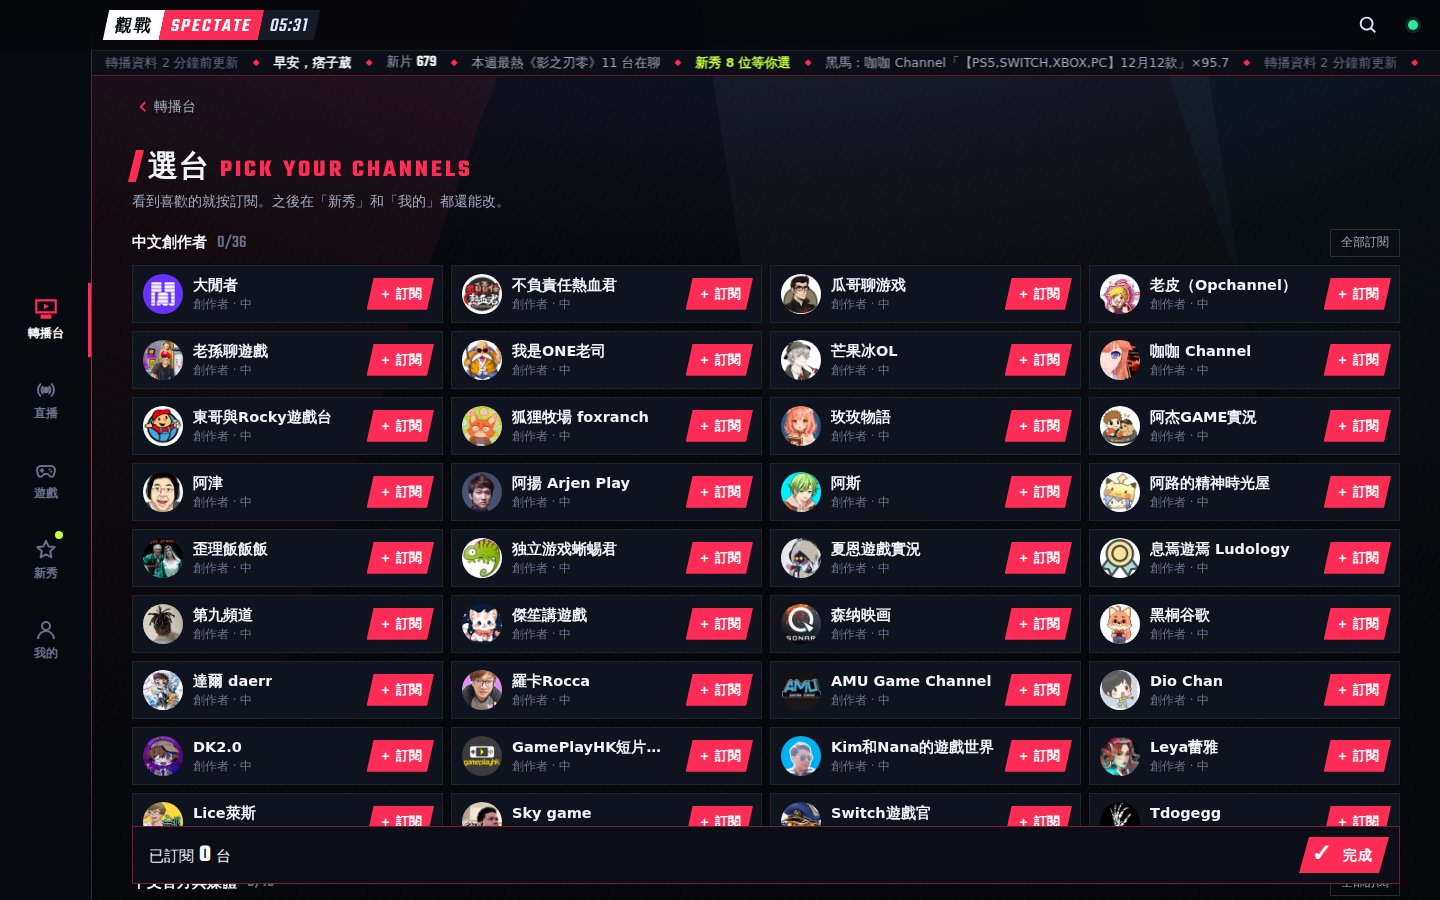 觀戰 SPECTATE 05:31
轉播資料 2 分鐘前更新 ◆ 早安，痞子葳 ◆ 新片 679 ◆ 本週最熱《影之刃零》11 台在聊 ◆ 新秀 8 位等你選 ◆ 黑馬：咖咖 Channel「【PS5,SWITCH,XBOX,PC】12月12款」×95.7 ◆ 轉播資料 2 分鐘前更新 ◆
轉播台
直播
遊戲
新秀
我的
轉播台
選台 PICK YOUR CHANNELS
看到喜歡的就按訂閱。之後在「新秀」和「我的」都還能改。
中文創作者 0/36 全部訂閱
大閒者 創作者 · 中 + 訂閱
不負責任熱血君 創作者 · 中 + 訂閱
瓜哥聊游戏 創作者 · 中 + 訂閱
老皮（Opchannel） 創作者 · 中 + 訂閱
老孫聊遊戲 創作者 · 中 + 訂閱
我是ONE老司 創作者 · 中 + 訂閱
芒果冰OL 創作者 · 中 + 訂閱
咖咖 Channel 創作者 · 中 + 訂閱
東哥與Rocky遊戲台 創作者 · 中 + 訂閱
狐狸牧場 foxranch 創作者 · 中 + 訂閱
玫玫物語 創作者 · 中 + 訂閱
阿杰GAME實況 創作者 · 中 + 訂閱
阿津 創作者 · 中 + 訂閱
阿揚 Arjen Play 創作者 · 中 + 訂閱
阿斯 創作者 · 中 + 訂閱
阿路的精神時光屋 創作者 · 中 + 訂閱
歪理飯飯飯 創作者 · 中 + 訂閱
独立游戏蜥蜴君 創作者 · 中 + 訂閱
夏恩遊戲實況 創作者 · 中 + 訂閱
息焉遊焉 Ludology 創作者 · 中 + 訂閱
第九頻道 創作者 · 中 + 訂閱
傑笙講遊戲 創作者 · 中 + 訂閱
森纳映画 創作者 · 中 + 訂閱
黑桐谷歌 創作者 · 中 + 訂閱
達爾 daerr 創作者 · 中 + 訂閱
羅卡Rocca 創作者 · 中 + 訂閱
AMU Game Channel 創作者 · 中 + 訂閱
Dio Chan 創作者 · 中 + 訂閱
DK2.0 創作者 · 中 + 訂閱
GamePlayHK短片... 創作者 · 中 + 訂閱
Kim和Nana的遊戲世界 創作者 · 中 + 訂閱
Leya蕾雅 創作者 · 中 + 訂閱
Lice萊斯 + 訂閱
Sky game + 訂閱
Switch遊戲官 + 訂閱
Tdogegg + 訂閱
已訂閱 0 台 ✓ 完成